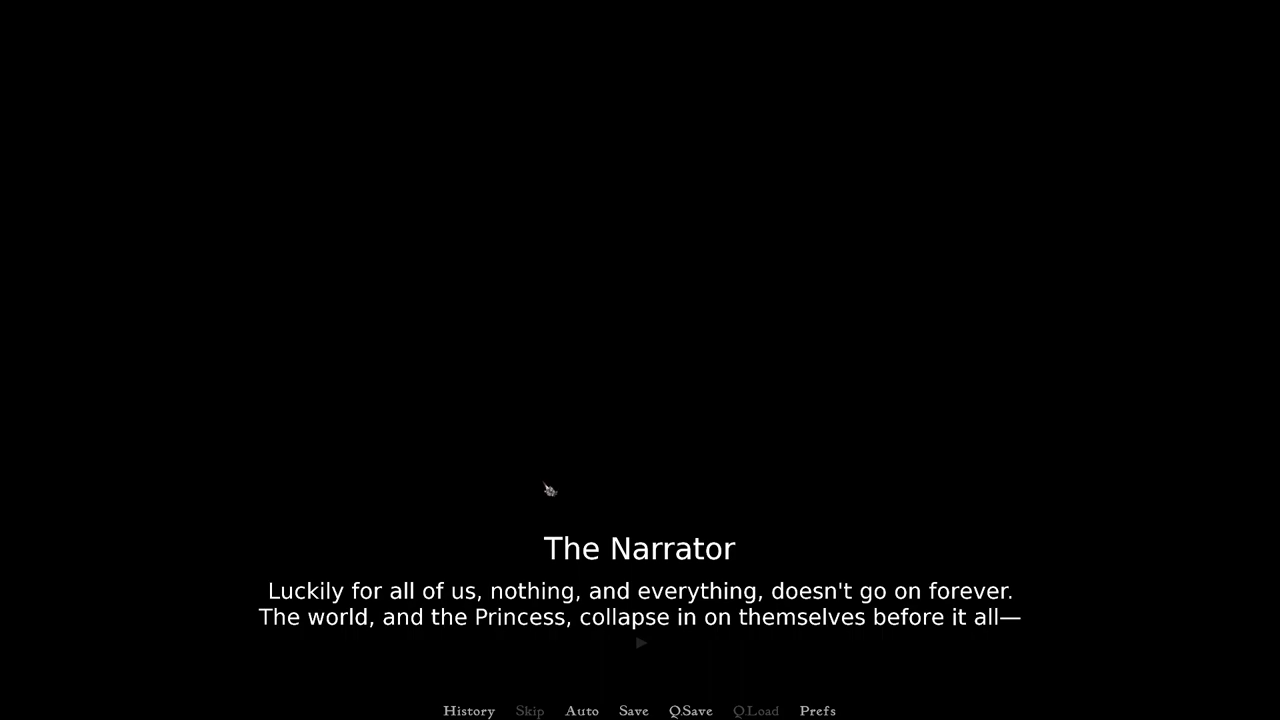 The Narrator
Luckily for all of us, nothing, and everything, doesn't go on forever.
The world, and the Princess, collapse in on themselves before it all—
History Skip Auto Save Q.Save Q.Load Prefs